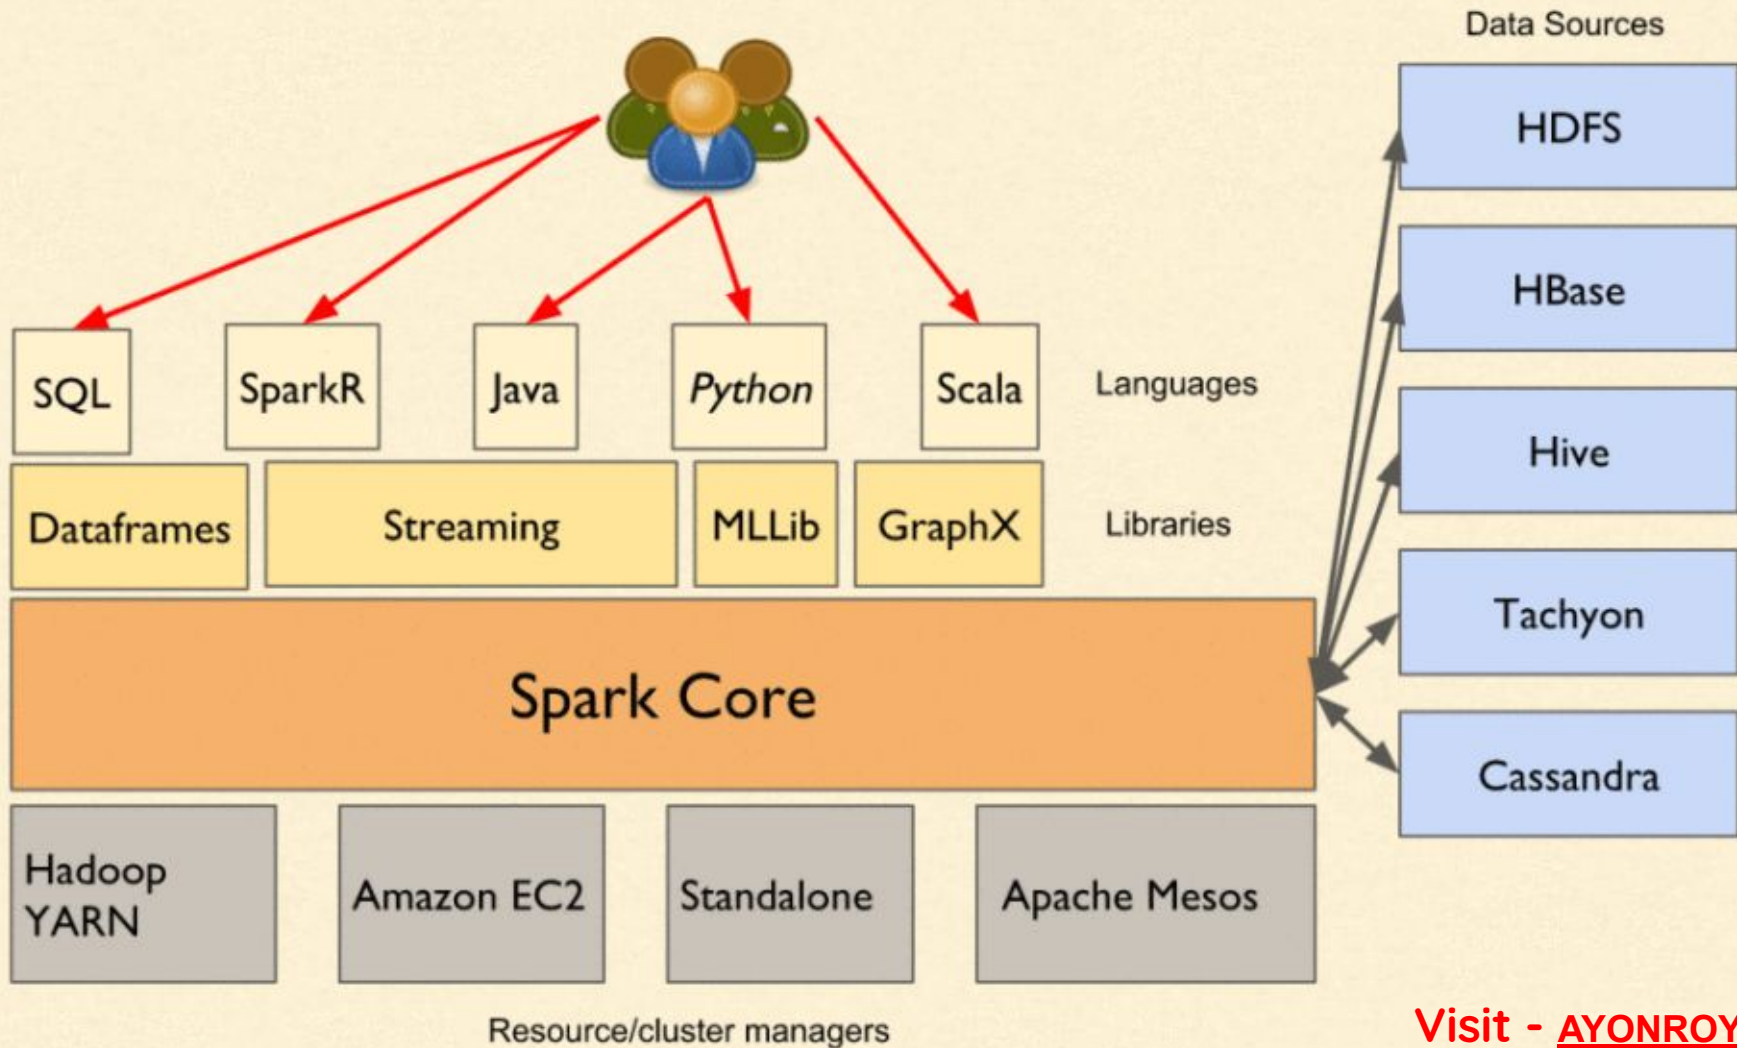 Data Sources
HDFS
HBase
Hive
Tachyon
Cassandra
SQL
SparkR
Java
Python
Scala
Languages
Dataframes
Streaming
MLLib
GraphX
Libraries
Spark Core
Hadoop
YARN
Amazon EC2
Standalone
Apache Mesos
Resource/cluster managers
Visit - AYONROY